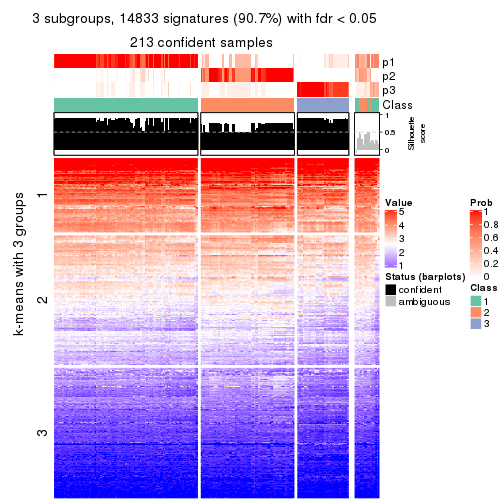 3 subgroups, 14833 signatures (90.7%) with fdr < 0.05
213 confident samples
p1
p2
p3
Class
1
0.5
0
Silhouette
score
k-means with 3 groups
1
2
3
Value
5
4
3
2
1
Status (barplots)
confident
ambiguous
Prob
1
0.8
0.6
0.4
0.2
0
Class
1
2
3